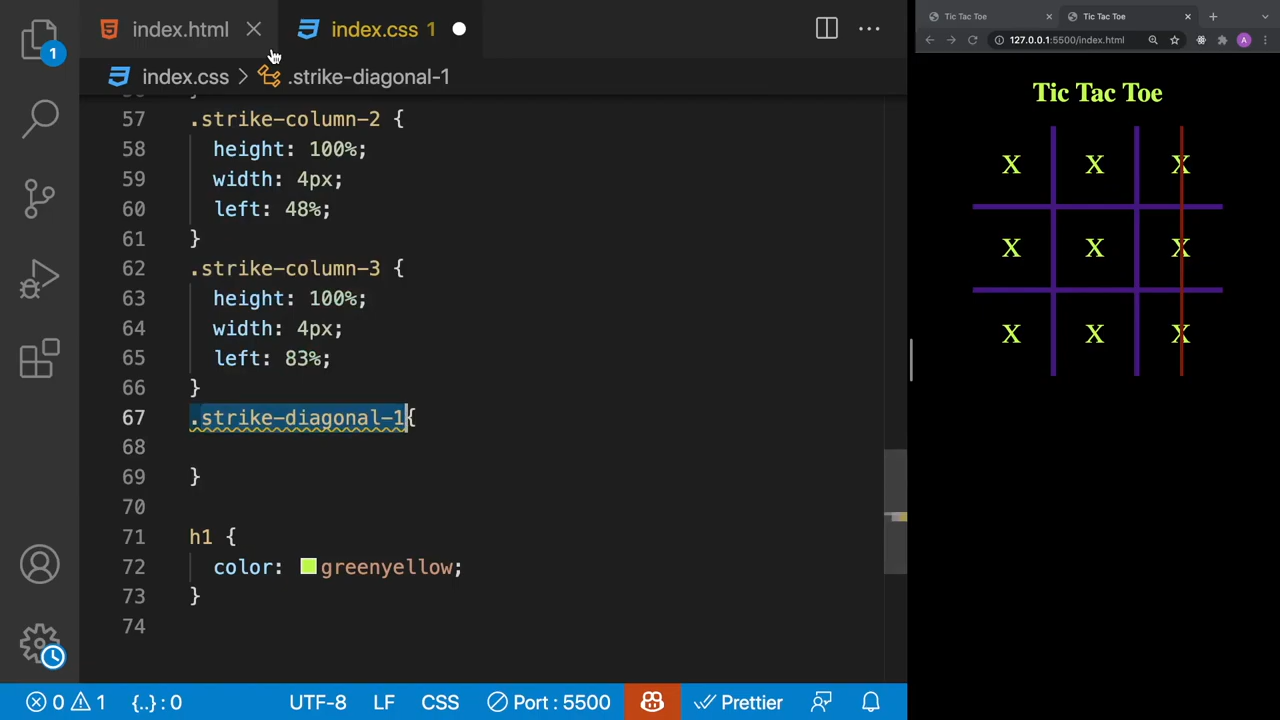 index.html
index.css 1
index.css > .strike-diagonal-1
57 .strike-column-2 {
58 height: 100%;
59 width: 4px;
60 left: 48%;
61 }
62 .strike-column-3 {
63 height: 100%;
64 width: 4px;
65 left: 83%;
66 }
67 .strike-diagonal-1{
68
69 }
70
71 h1 {
72 color: greenyellow;
73 }
74
1
0 1 {..} : 0 UTF-8 LF CSS Port : 5500 Prettier
Tic Tac Toe Tic Tac Toe
127.0.0.1:5500/index.html A
Tic Tac Toe
X X X
X X X
X X X